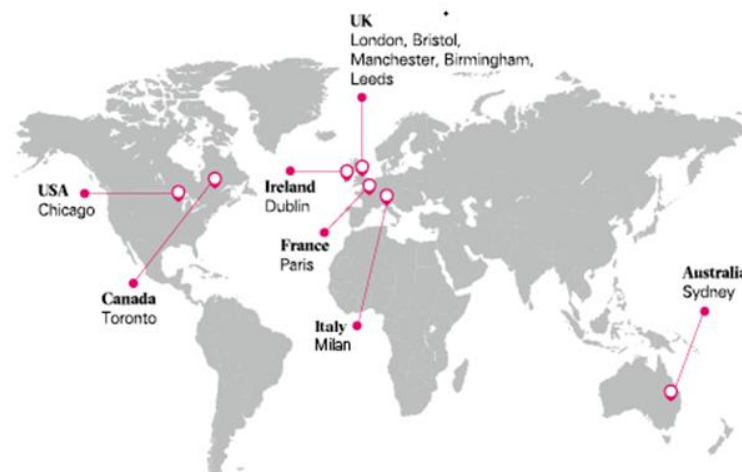 UK
London, Bristol,
Manchester, Birmingham,
Leeds
USA
Chicago
Ireland
Dublin
France
Paris
Canada
Toronto
Italy
Milan
Australia
Sydney